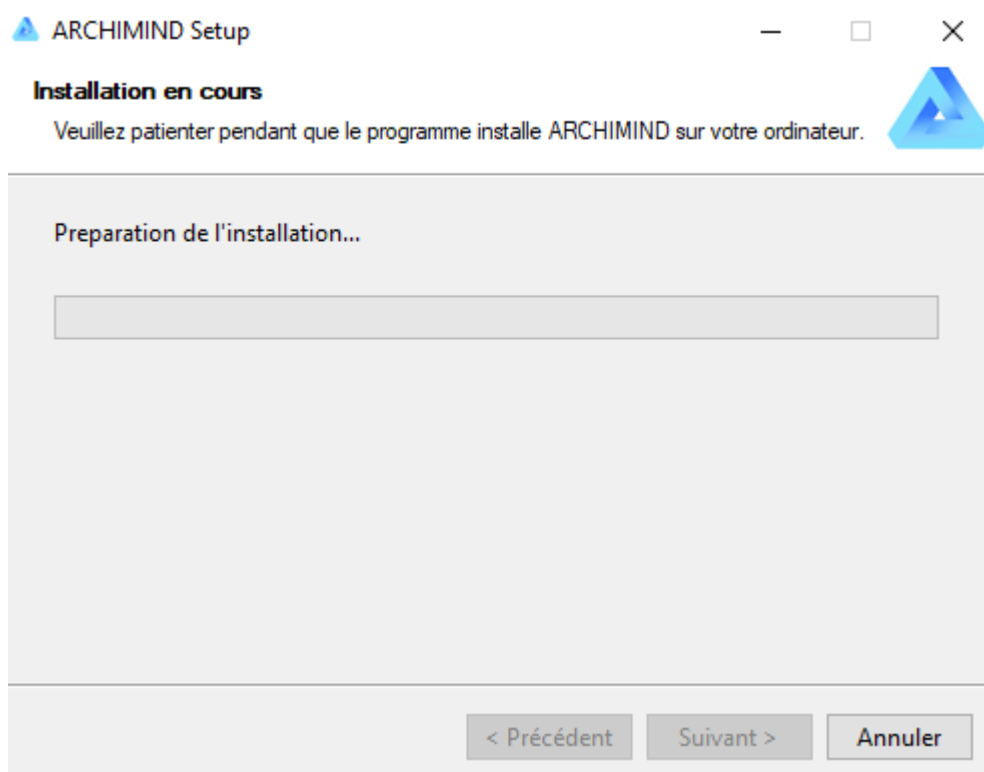 ARCHIMIND Setup
Installation en cours
Veuillez patienter pendant que le programme installe ARCHIMIND sur votre ordinateur.
Preparation de l'installation...
< Précédent
Suivant >
Annuler